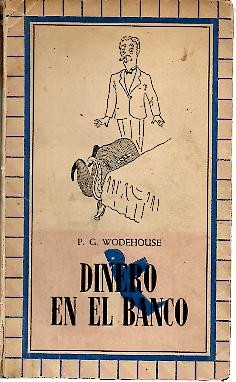 P. G. WODEHOUSE
DINERO
EN EL BANCO